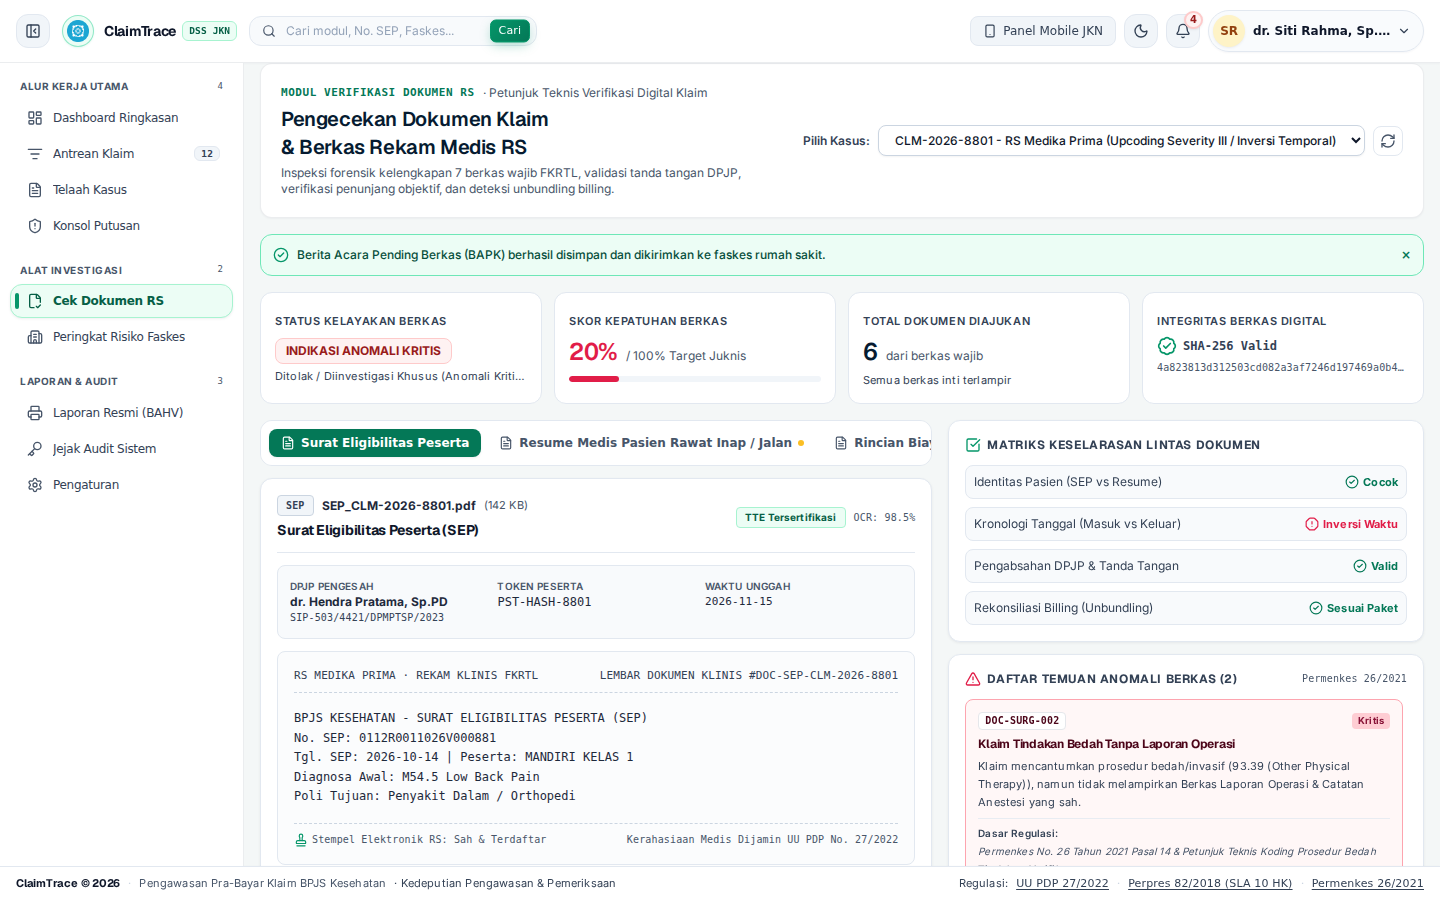 ClaimTrace DSS JKN
Cari modul, No. SEP, Faskes... Cari
Panel Mobile JKN
4
SR dr. Siti Rahma, Sp....
ALUR KERJA UTAMA 4
Dashboard Ringkasan
Antrean Klaim 12
Telaah Kasus
Konsol Putusan
ALAT INVESTIGASI 2
Cek Dokumen RS
Peringkat Risiko Faskes
LAPORAN & AUDIT 3
Laporan Resmi (BAHV)
Jejak Audit Sistem
Pengaturan
MODUL VERIFIKASI DOKUMEN RS · Petunjuk Teknis Verifikasi Digital Klaim
Pengecekan Dokumen Klaim
& Berkas Rekam Medis RS
Inspeksi forensik kelengkapan 7 berkas wajib FKRTL, validasi tanda tangan DPJP,
verifikasi penunjang objektif, dan deteksi unbundling billing.
Pilih Kasus: CLM-2026-8801 - RS Medika Prima (Upcoding Severity III / Inversi Temporal)
Berita Acara Pending Berkas (BAPK) berhasil disimpan dan dikirimkan ke faskes rumah sakit. ×
STATUS KELAYAKAN BERKAS
INDIKASI ANOMALI KRITIS
Ditolak / Diinvestigasi Khusus (Anomali Kriti...
SKOR KEPATUHAN BERKAS
20% / 100% Target Juknis
TOTAL DOKUMEN DIAJUKAN
6 dari berkas wajib
Semua berkas inti terlampir
INTEGRITAS BERKAS DIGITAL
SHA-256 Valid
4a823813d312503cd082a3af7246d197469a0b4...
Surat Eligibilitas Peserta
Resume Medis Pasien Rawat Inap / Jalan
Rincian Biay
SEP SEP_CLM-2026-8801.pdf (142 KB)
Surat Eligibilitas Peserta (SEP)
TTE Tersertifikasi OCR: 98.5%
DPJP PENGESAH
dr. Hendra Pratama, Sp.PD
SIP-503/4421/DPMPTSP/2023
TOKEN PESERTA
PST-HASH-8801
WAKTU UNGGAH
2026-11-15
RS MEDIKA PRIMA · REKAM KLINIS FKRTL LEMBAR DOKUMEN KLINIS #DOC-SEP-CLM-2026-8801
BPJS KESEHATAN - SURAT ELIGIBILITAS PESERTA (SEP)
No. SEP: 0112R0011026V000881
Tgl. SEP: 2026-10-14 | Peserta: MANDIRI KELAS 1
Diagnosa Awal: M54.5 Low Back Pain
Poli Tujuan: Penyakit Dalam / Orthopedi
Stempel Elektronik RS: Sah & Terdaftar Kerahasiaan Medis Dijamin UU PDP No. 27/2022
MATRIKS KESELARASAN LINTAS DOKUMEN
Identitas Pasien (SEP vs Resume) Cocok
Kronologi Tanggal (Masuk vs Keluar) Inversi Waktu
Pengabsahan DPJP & Tanda Tangan Valid
Rekonsiliasi Billing (Unbundling) Sesuai Paket
DAFTAR TEMUAN ANOMALI BERKAS (2) Permenkes 26/2021
DOC-SURG-002 Kritis
Klaim Tindakan Bedah Tanpa Laporan Operasi
Klaim mencantumkan prosedur bedah/invasif (93.39 (Other Physical
Therapy)), namun tidak melampirkan Berkas Laporan Operasi & Catatan
Anestesi yang sah.
Dasar Regulasi:
Permenkes No. 26 Tahun 2021 Pasal 14 & Petunjuk Teknis Koding Prosedur Bedah
ClaimTrace © 2026 · Pengawasan Pra-Bayar Klaim BPJS Kesehatan · Kedeputian Pengawasan & Pemeriksaan
Regulasi: UU PDP 27/2022 · Perpres 82/2018 (SLA 10 HK) · Permenkes 26/2021